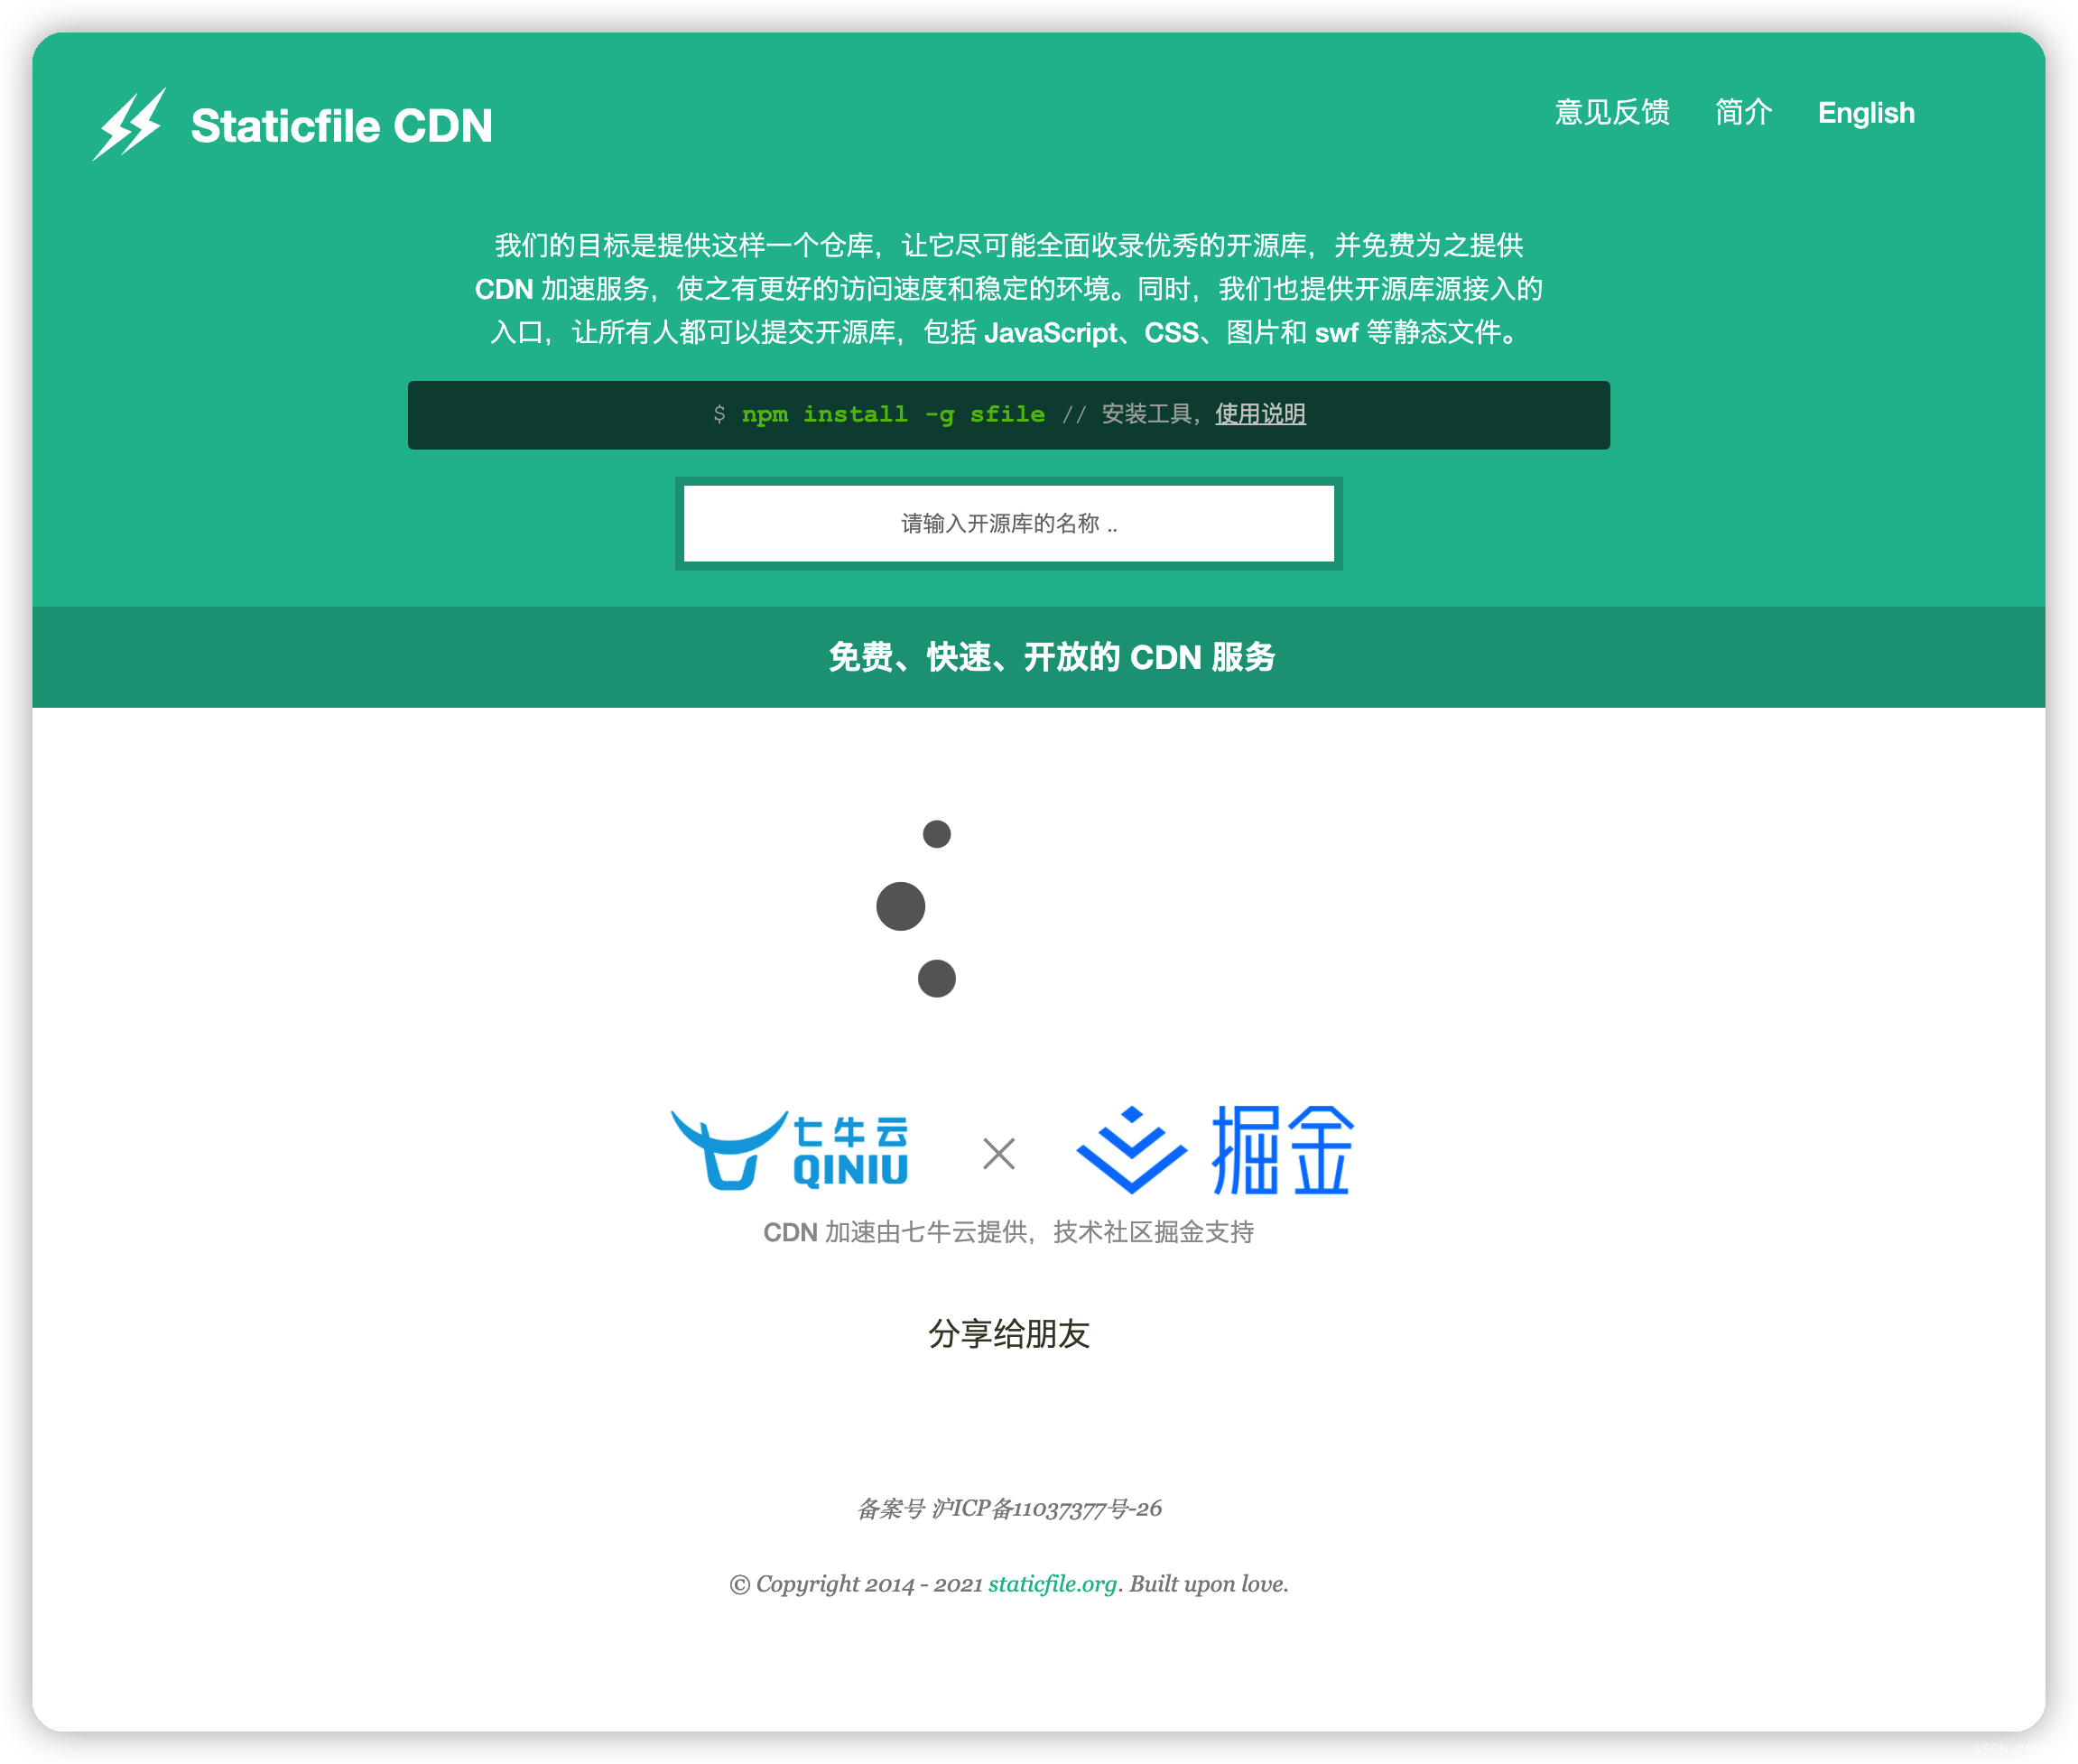 Staticfile CDN
意见反馈 简介 English
我们的目标是提供这样一个仓库，让它尽可能全面收录优秀的开源库，并免费为之提供
CDN 加速服务，使之有更好的访问速度和稳定的环境。同时，我们也提供开源库源接入的
入口，让所有人都可以提交开源库，包括 JavaScript、CSS、图片和 swf 等静态文件。
$ npm install -g sfile // 安装工具，使用说明
请输入开源库的名称 ..
免费、快速、开放的 CDN 服务
七牛云
QINIU
掘金
CDN 加速由七牛云提供，技术社区掘金支持
分享给朋友
备案号 沪ICP备11037377号-26
© Copyright 2014 - 2021 staticfile.org. Built upon love.